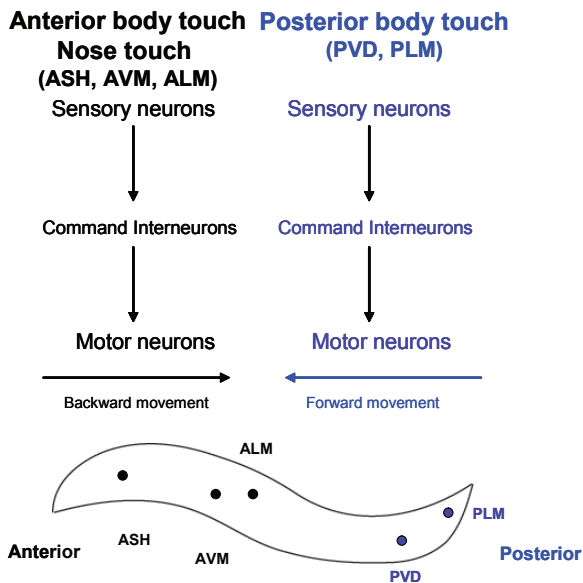 Anterior body touch
Nose touch
(ASH, AVM, ALM)
Sensory neurons
Command Interneurons
Motor neurons
Backward movement
Posterior body touch
(PVD, PLM)
Sensory neurons
Command Interneurons
Motor neurons
Forward movement
ALM
PLM
ASH
Anterior
AVM
Posterior
PVD